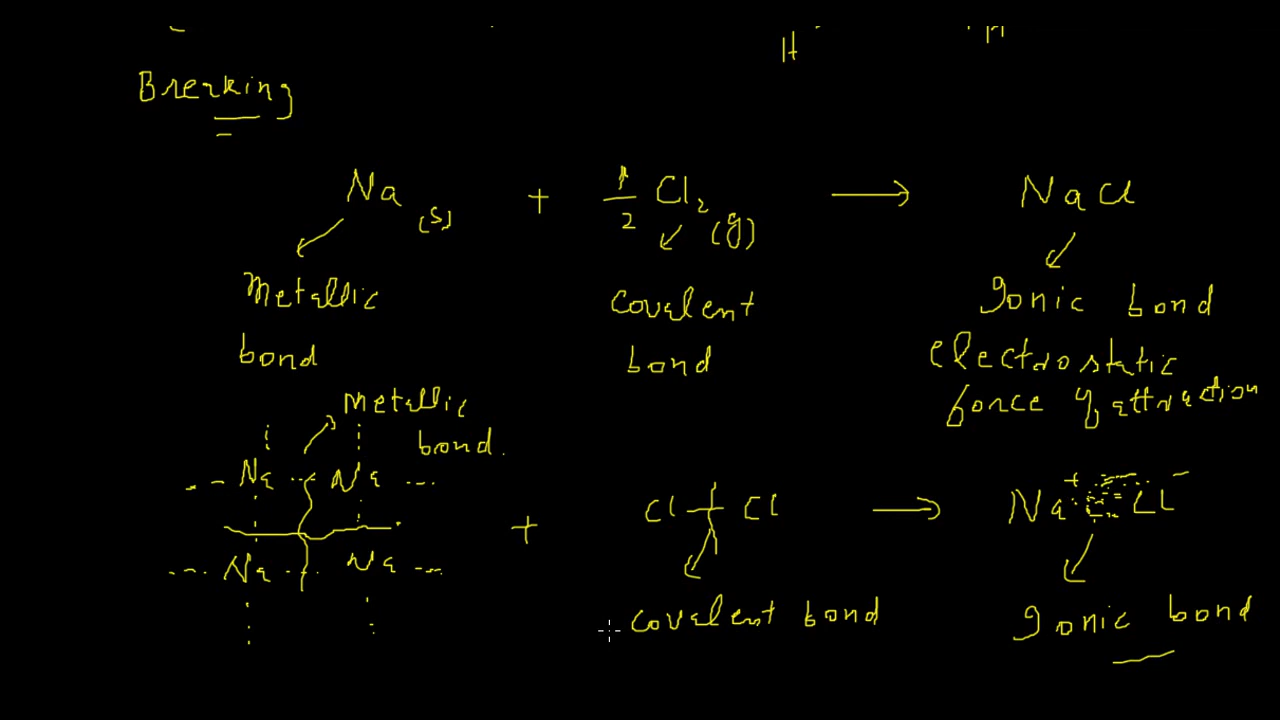 H
Breaking
Na (s) + 1/2 Cl2 (g) → NaCl
Metallic bond
covalent bond
Ionic bond
electrostatic force of attraction
Metallic bond.
--- Na --- Na ---
--- Na --- Na ---
+ Cl - Cl → Na+ Cl-
covalent bond
Ionic bond